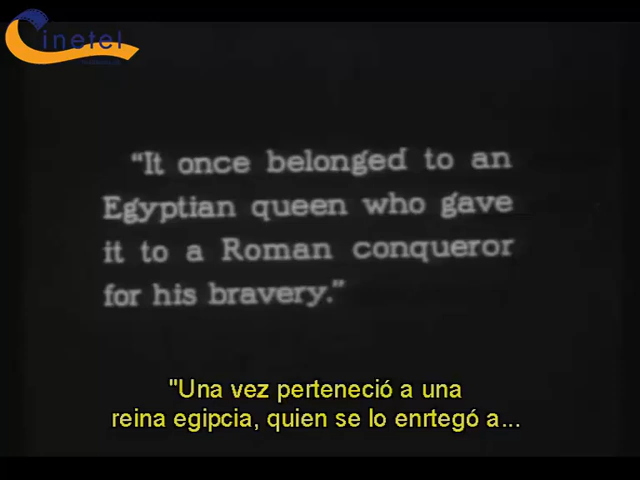 Cinetel
“It once belonged to an
Egyptian queen who gave
it to a Roman conqueror
for his bravery.”
"Una vez perteneció a una
reina egipcia, quien se lo enrtegó a...